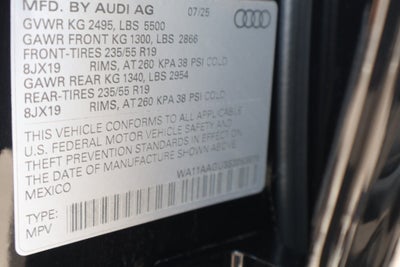 MFD. BY AUDI AG 07/25
GVWR KG 2495, LBS 5500
GAWR FRONT KG 1300, LBS 2866
FRONT-TIRES 235/55 R19
8JX19 RIMS, AT 260 KPA 38 PSI COLD
GAWR REAR KG 1340, LBS 2954
REAR-TIRES 235/55 R19
8JX19 RIMS, AT 260 KPA 38 PSI COLD
THIS VEHICLE CONFORMS TO ALL APPLICABLE
U.S. FEDERAL MOTOR VEHICLE SAFETY AND
THEFT PREVENTION STANDARDS IN EFFECT ON
THE DATE OF MANUFACTURE SHOWN ABOVE.
MEXICO
TYPE:
MPV